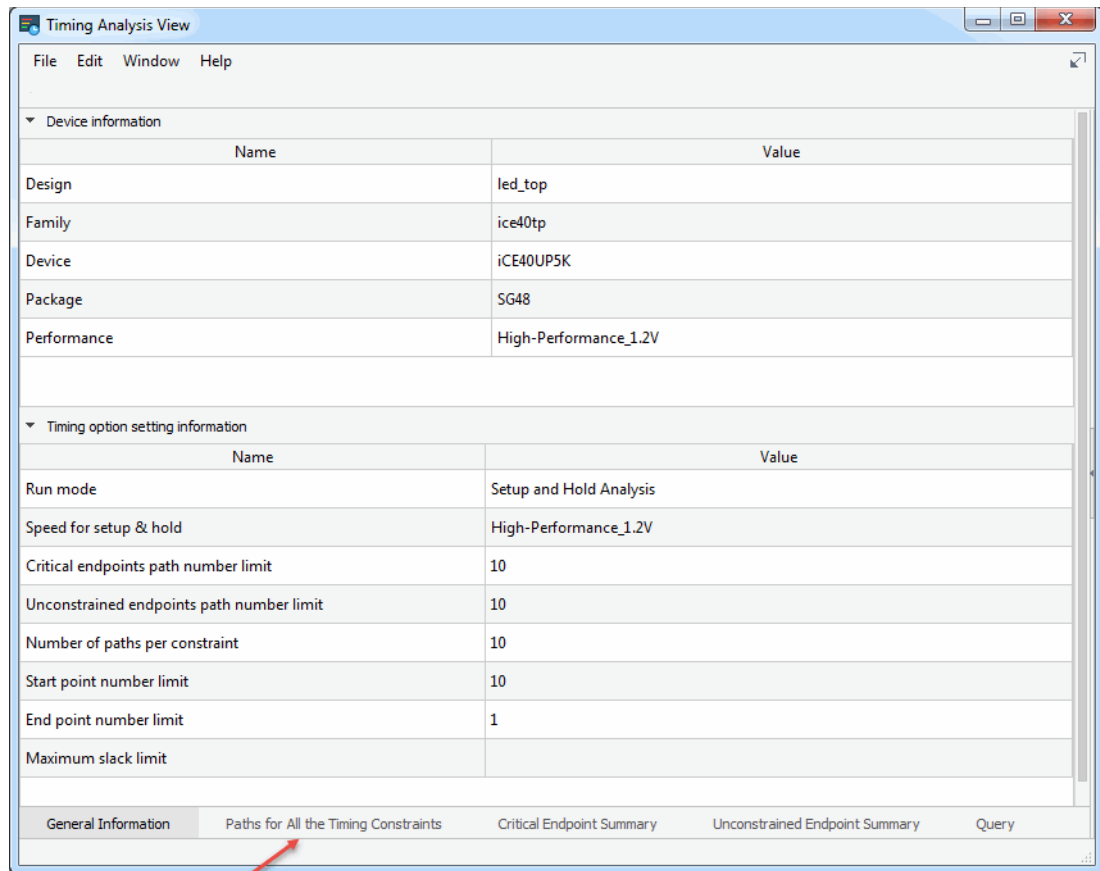 Timing Analysis View
File Edit Window Help
Device information
Name Value
Design led_top
Family ice40tp
Device iCE40UP5K
Package SG48
Performance High-Performance_1.2V
Timing option setting information
Name Value
Run mode Setup and Hold Analysis
Speed for setup & hold High-Performance_1.2V
Critical endpoints path number limit 10
Unconstrained endpoints path number limit 10
Number of paths per constraint 10
Start point number limit 10
End point number limit 1
Maximum slack limit
General Information Paths for All the Timing Constraints Critical Endpoint Summary Unconstrained Endpoint Summary Query